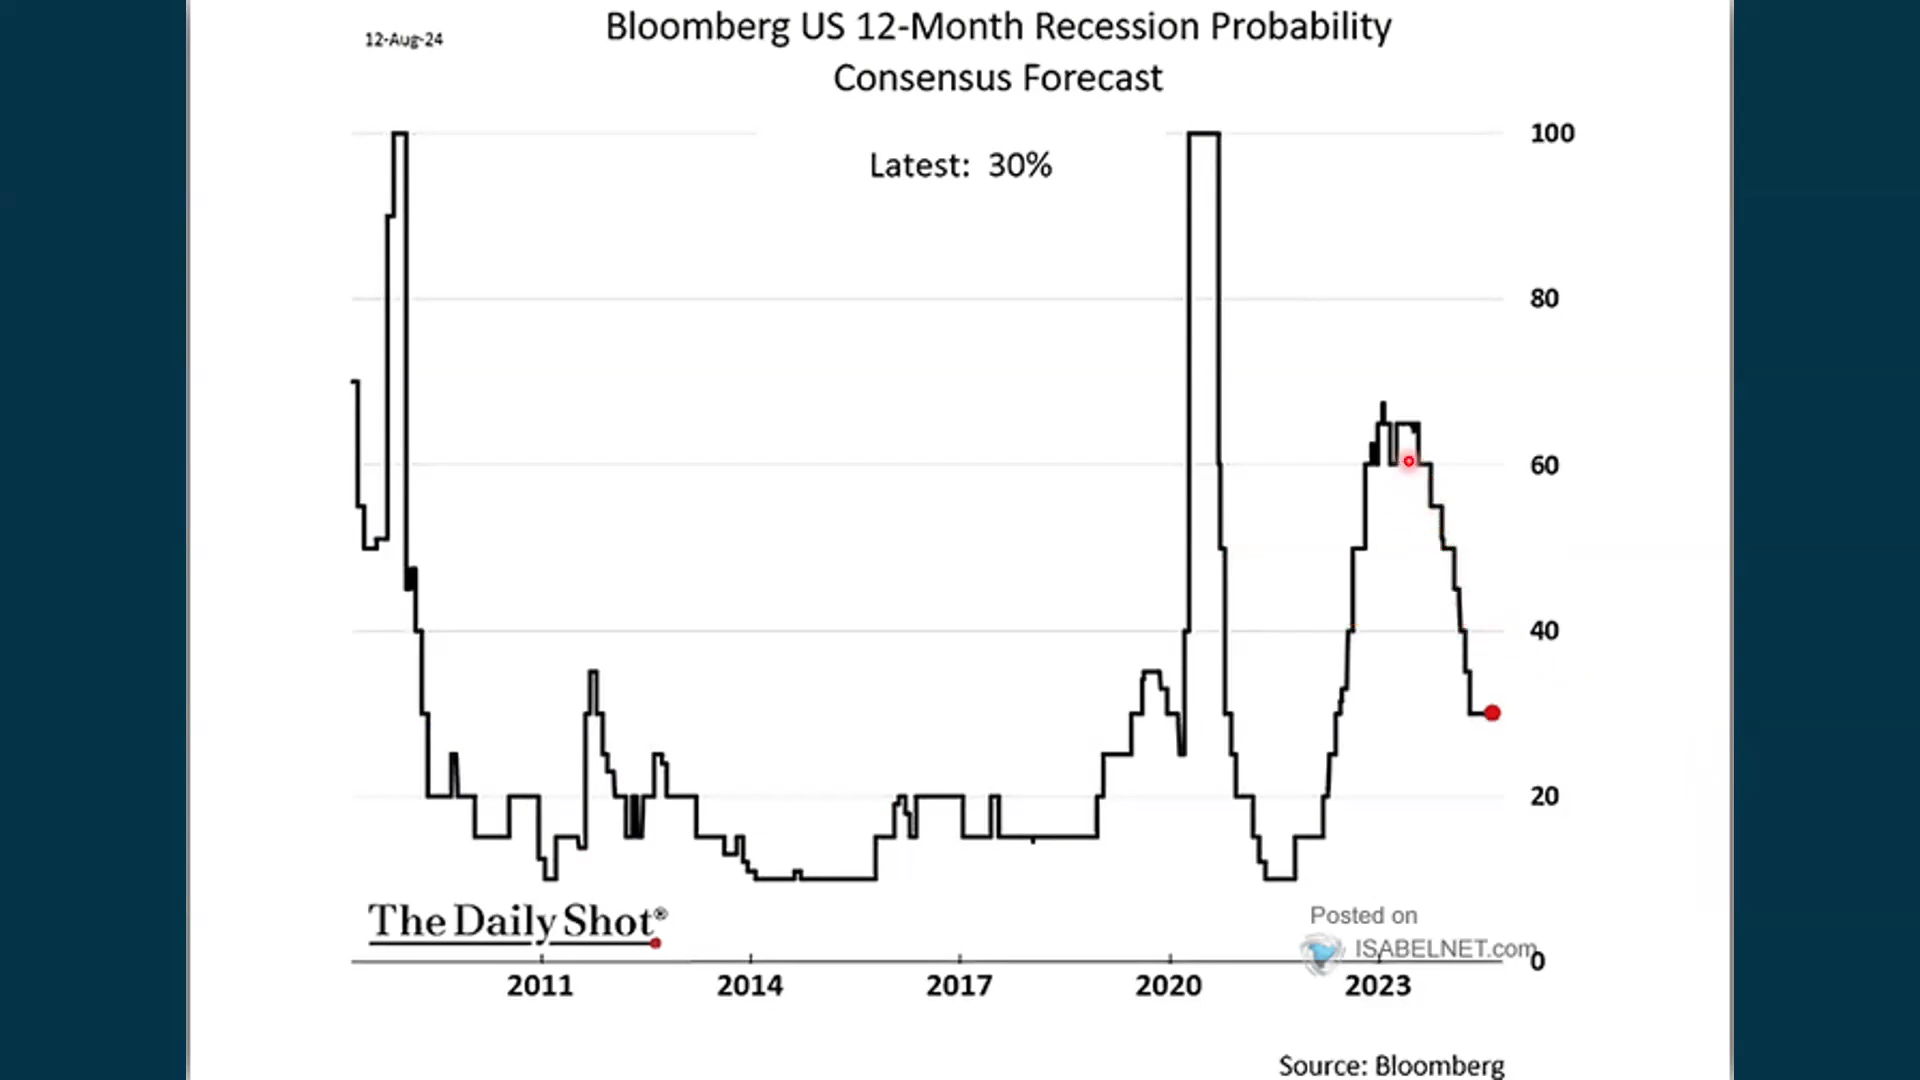 12-Aug-24
Bloomberg US 12-Month Recession Probability
Consensus Forecast
Latest: 30%
100
80
60
40
20
0
The Daily Shot®
Posted on
ISABELNET.com
2011 2014 2017 2020 2023
Source: Bloomberg